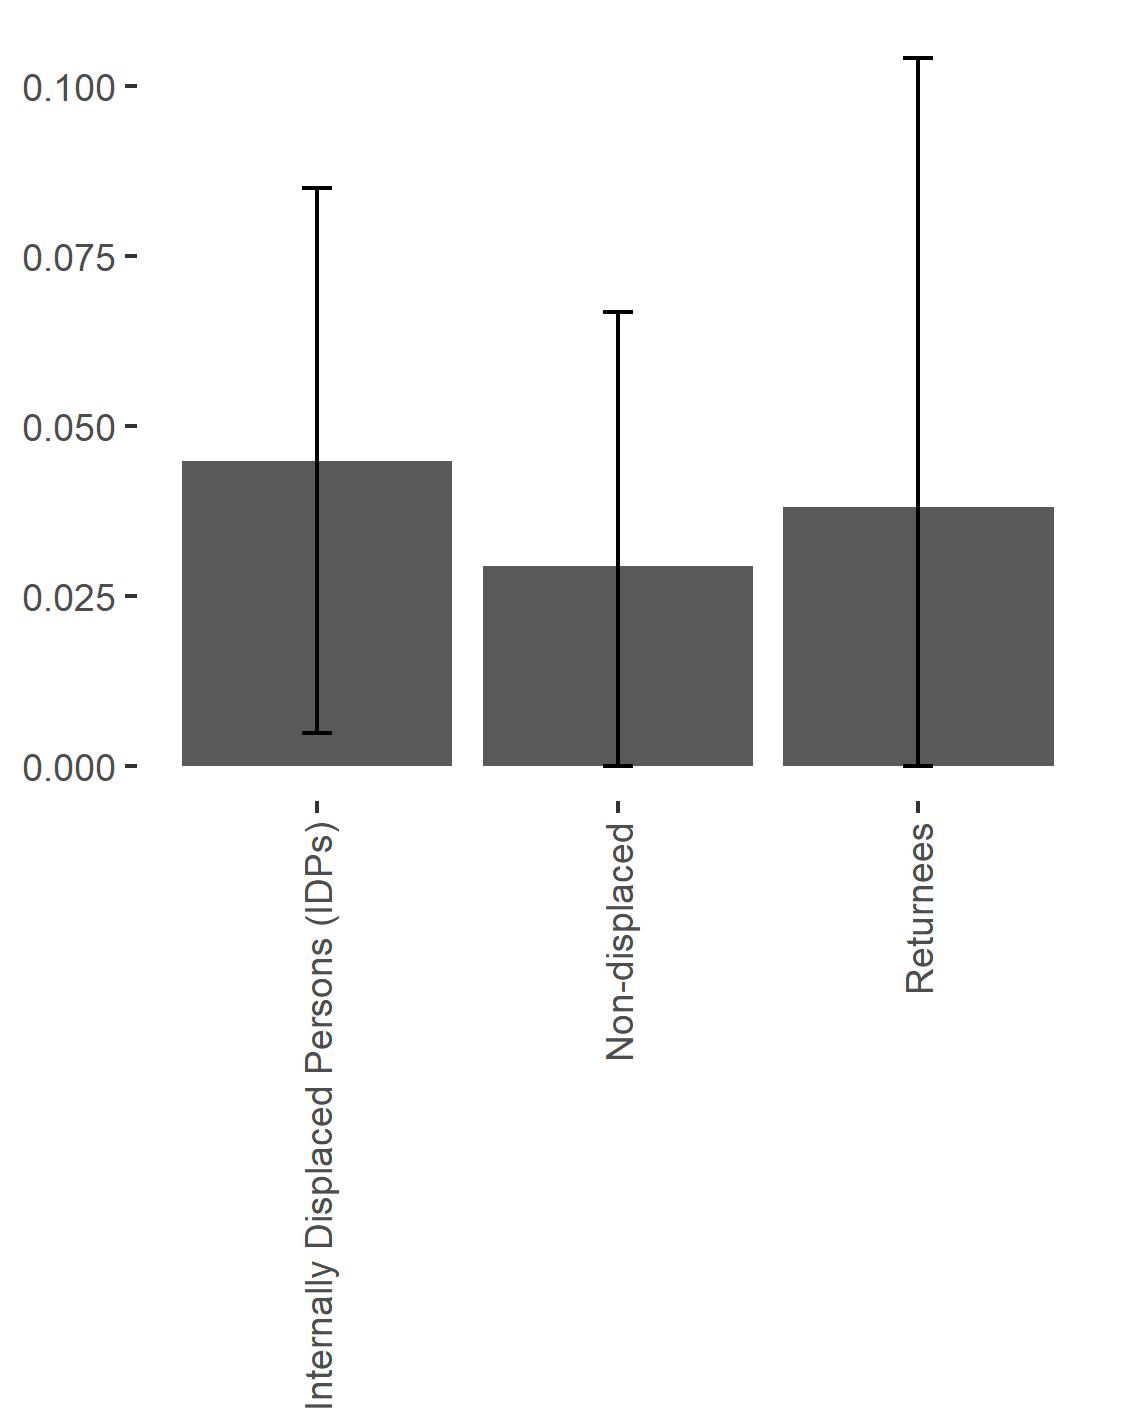 0.100
0.075
0.050
0.025
0.000
Internally Displaced Persons (IDPs)
Non-displaced
Returnees